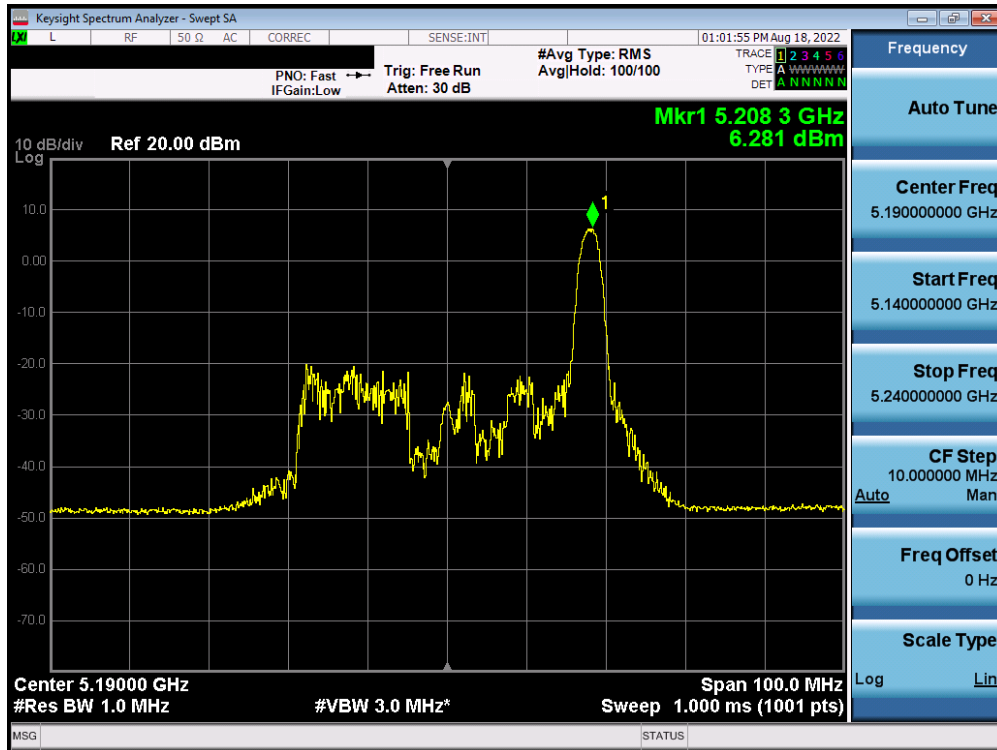 Keysight Spectrum Analyzer - Swept SA
LXI L RF 50 Ω AC CORREC SENSE:INT 01:01:55 PM Aug 18, 2022
PNO: Fast
IFGain:Low
Trig: Free Run
Atten: 30 dB
#Avg Type: RMS
Avg|Hold: 100/100
TRACE 1 2 3 4 5 6
TYPE A WWWWW
DET A N N N N N
Mkr1 5.208 3 GHz
6.281 dBm
10 dB/div
Log
Ref 20.00 dBm
1
10.0
0.00
-10.0
-20.0
-30.0
-40.0
-50.0
-60.0
-70.0
Center 5.19000 GHz
#Res BW 1.0 MHz
#VBW 3.0 MHz*
Span 100.0 MHz
Sweep 1.000 ms (1001 pts)
MSG STATUS
Frequency
Auto Tune
Center Freq
5.190000000 GHz
Start Freq
5.140000000 GHz
Stop Freq
5.240000000 GHz
CF Step
10.000000 MHz
Auto Man
Freq Offset
0 Hz
Scale Type
Log Lin